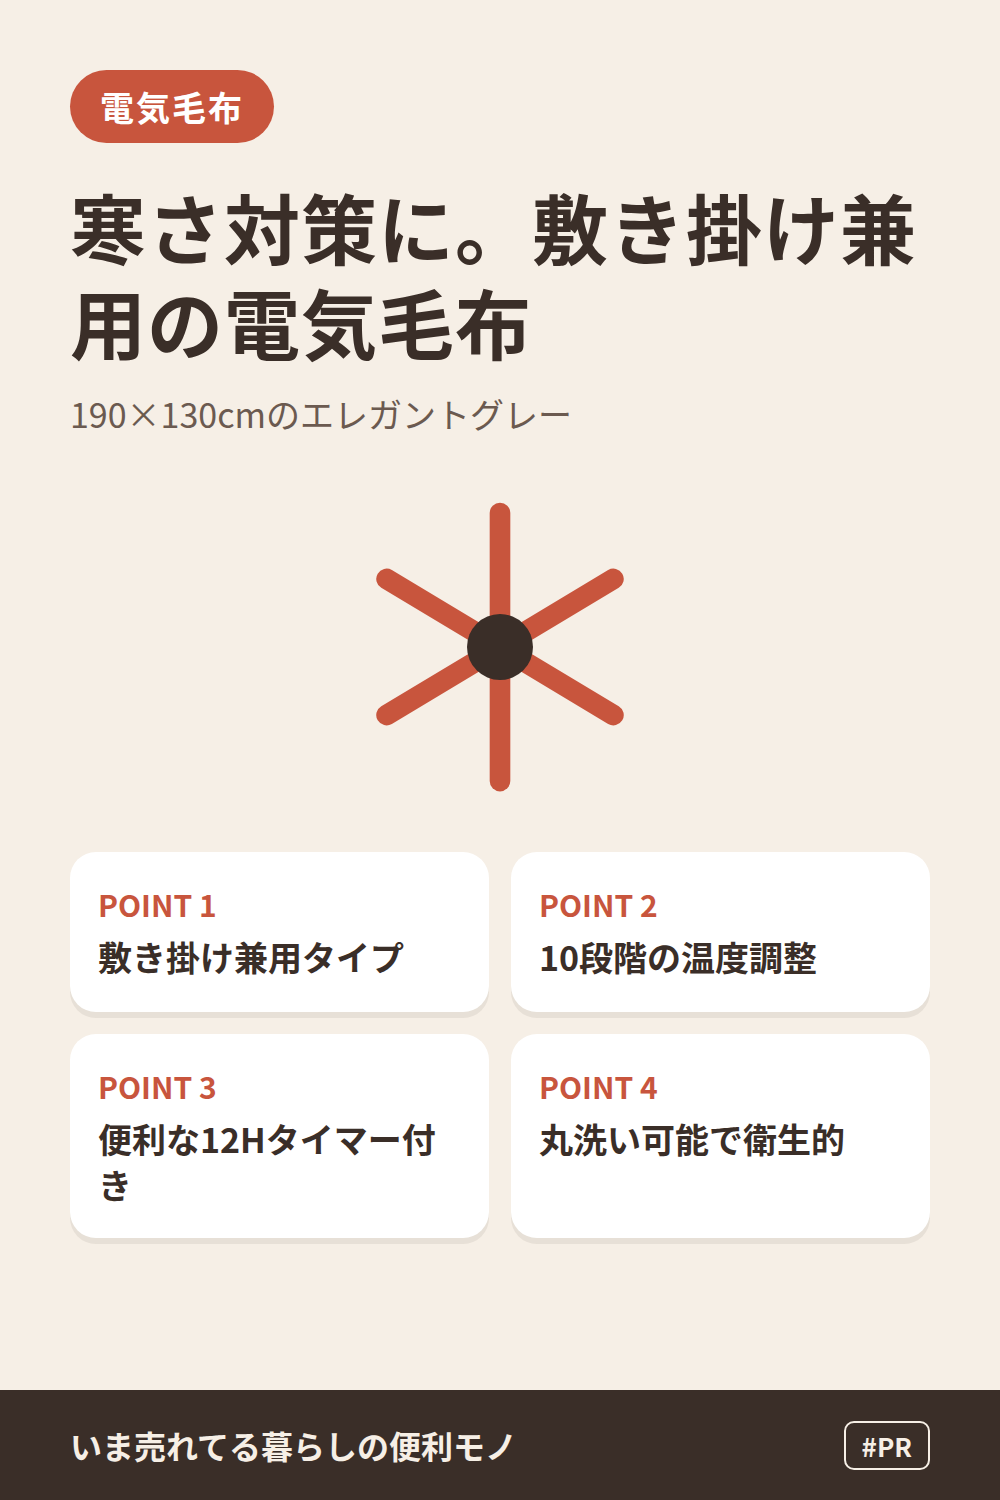 電気毛布
寒さ対策に。敷き掛け兼
用の電気毛布
190×130cmのエレガントグレー
POINT 1
敷き掛け兼用タイプ
POINT 2
10段階の温度調整
POINT 3
便利な12Hタイマー付
き
POINT 4
丸洗い可能で衛生的
いま売れてる暮らしの便利モノ
#PR